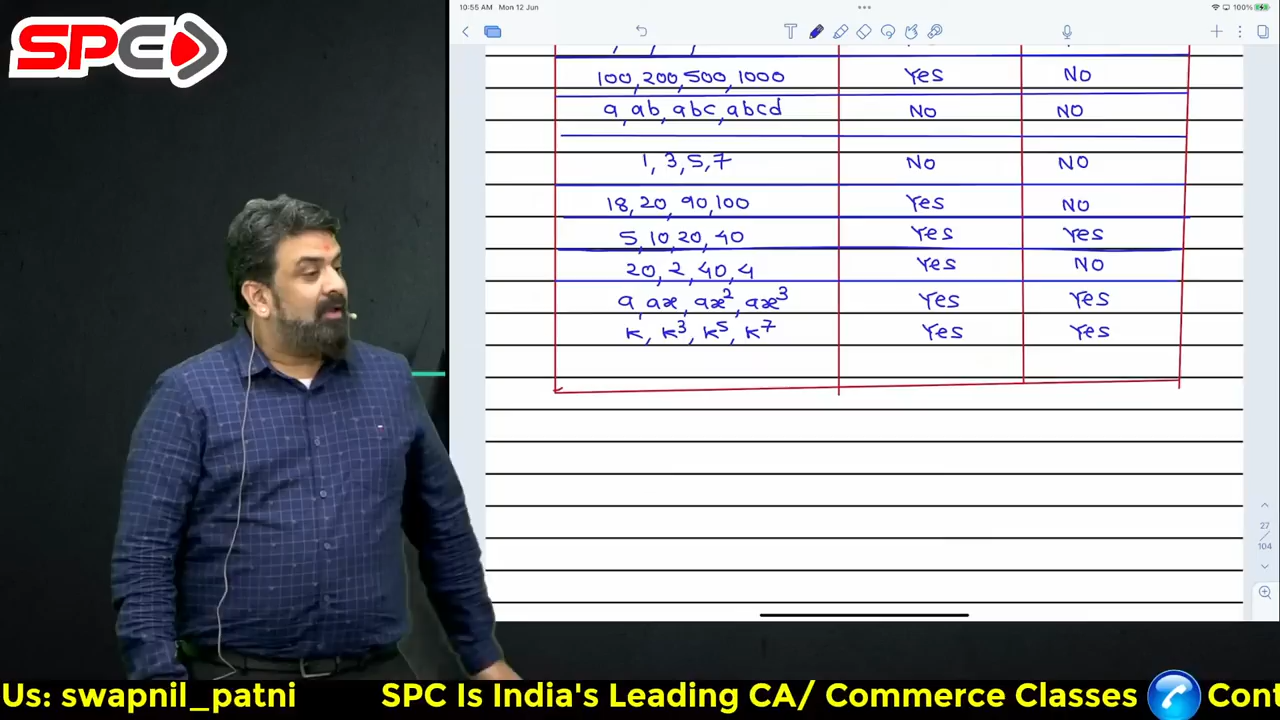 10:55 AM Mon 12 Jun
100%
SPC
100, 200, 500, 1000 Yes No
a, ab, abc, abcd No No
1, 3, 5, 7 No No
18, 20, 90, 100 Yes No
5, 10, 20, 40 Yes Yes
20, 2, 40, 4 Yes No
a, ax, ax², ax³ Yes Yes
k, k³, k⁵, k⁷ Yes Yes
27
/
104
Us: swapnil_patni SPC Is India's Leading CA/ Commerce Classes Cont